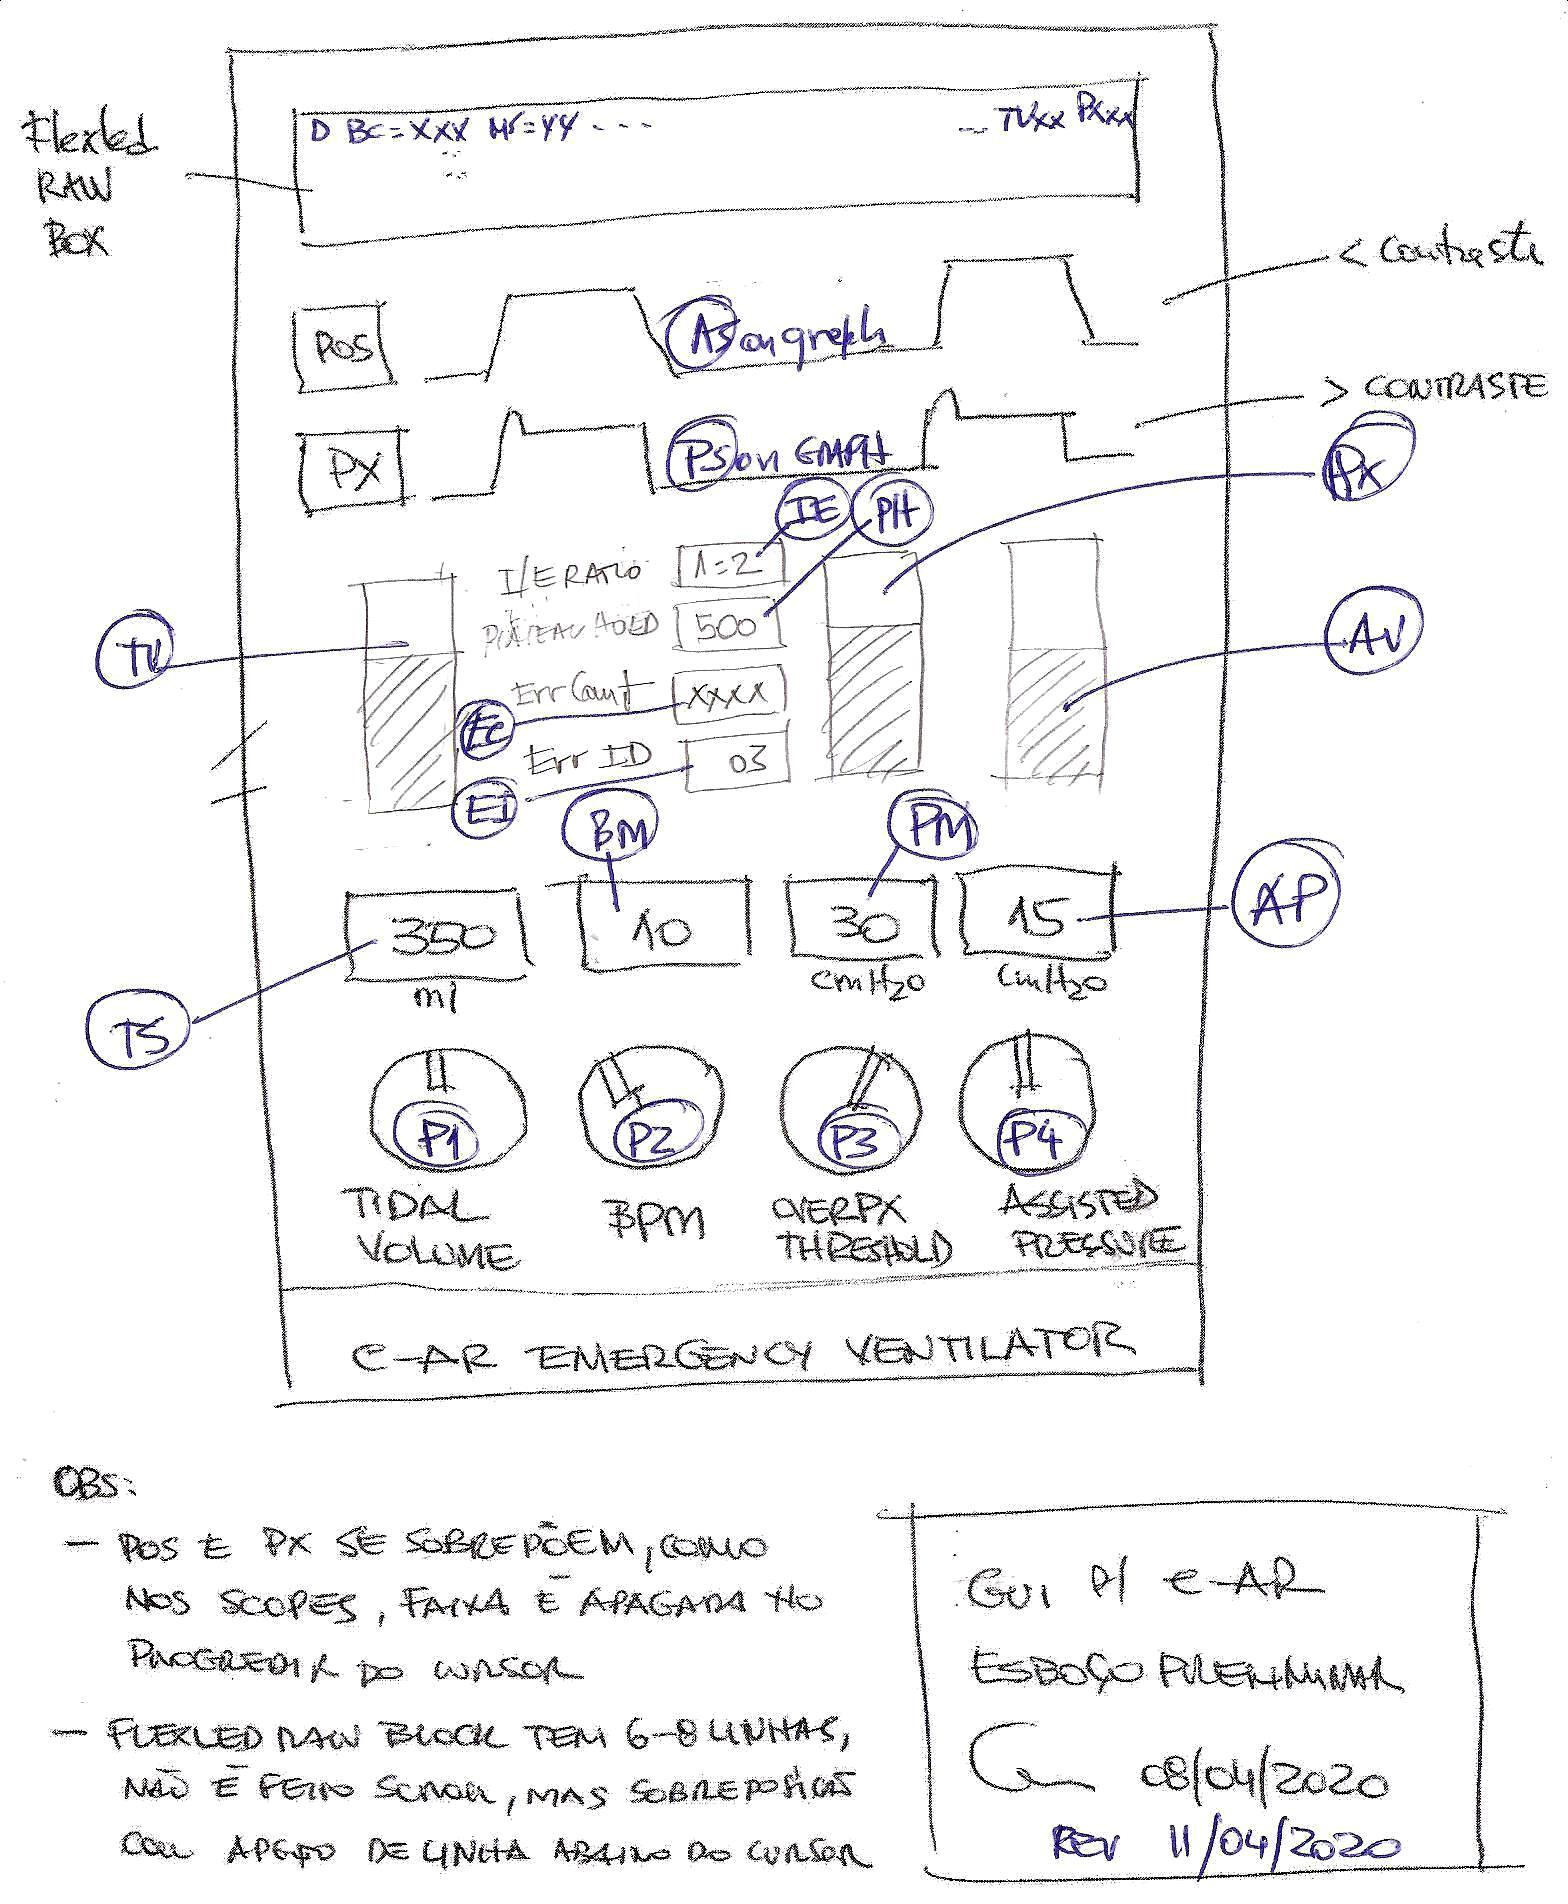 Flexled
RAW
BOX
D BC=XXX MS=YY ---
... TVxx Pxxx
< Contraste
POS
AS on graph
> CONTRASTE
PX
PS on GRAPH
PX
IE
PH
I/E RATIO
1=2
PLATEAU HOLD
500
TV
AV
Err Count
xxxx
EC
Err ID
03
EI
BM
PM
AP
350
10
30
15
ml
cmH2O
cmH2O
TS
P1
P2
P3
P4
TIDAL
VOLUME
BPM
OVERPX
THRESHOLD
ASSISTED
PRESSURE
C-AR EMERGENCY VENTILATOR
OBS:
- POS E PX SE SOBREPÕEM, COMO
NOS SCOPES, FAIXA É APAGADA NO
PROGREDIR DO CURSOR
- FLEXLED RAW BLOCK TEM 6-8 LINHAS,
NÃO É FEITO SCROLL, MAS SOBREPOSIÇÃO
COM DE LINHA ABAIXO DO CURSOR
GUI P/ C-AR
ESBOÇO PRELIMINAR
08/04/2020
REV 11/04/2020